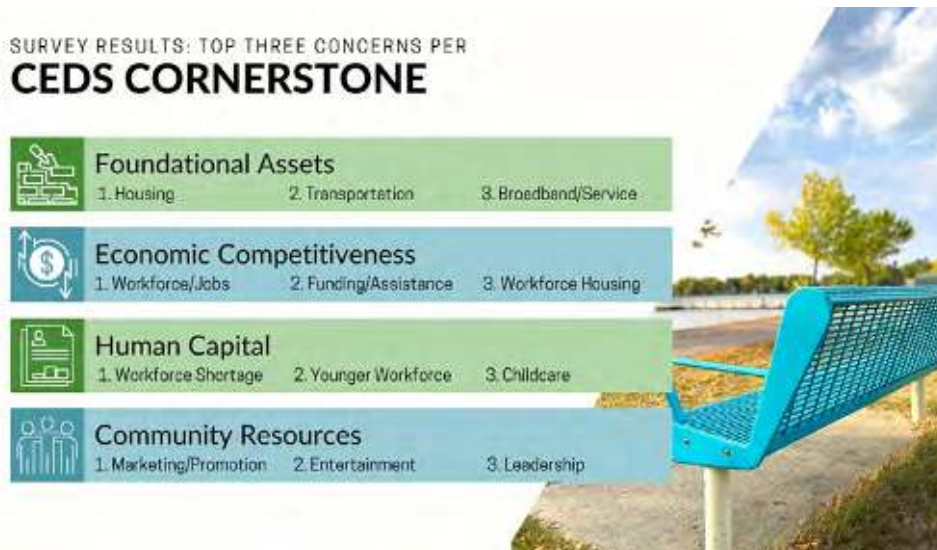 SURVEY RESULTS: TOP THREE CONCERNS PER
CEDS CORNERSTONE
Foundational Assets
1. Housing 2. Transportation 3. Broadband/Service
Economic Competitiveness
1. Workforce/Jobs 2. Funding/Assistance 3. Workforce Housing
Human Capital
1. Workforce Shortage 2. Younger Workforce 3. Childcare
Community Resources
1. Marketing/Promotion 2. Entertainment 3. Leadership